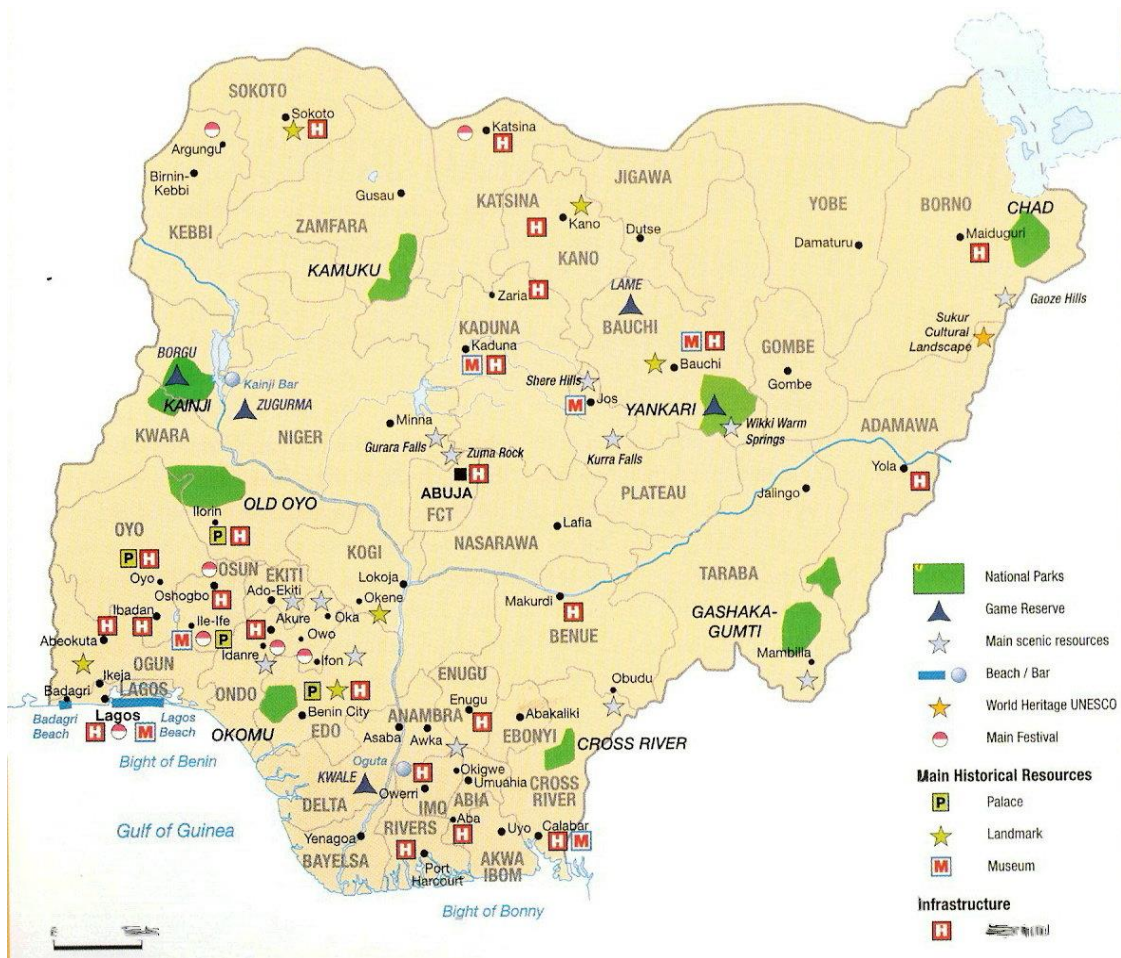 SOKOTO
Sokoto
H
Argungu
Birnin-
Kebbi
KEBBI
Gusau
ZAMFARA
KAMUKU
Katsina
H
KATSINA
H
Kano
KANO
JIGAWA
Dutse
YOBE
Damaturu
BORNO
CHAD
Maiduguri
H
Gaoze Hills
Sukur
Cultural
Landscape
Zaria
H
KADUNA
Kaduna
M H
LAME
BAUCHI
M H
Bauchi
GOMBE
Gombe
BORGU
KAINJI
Kainji Bar
ZUGURMA
KWARA
NIGER
Minna
Gurara Falls
Zuma Rock
ABUJA
H
FCT
Shere Hills
M
Jos
Kurra Falls
YANKARI
Wikki Warm
Springs
PLATEAU
ADAMAWA
Yola
H
Jalingo
OLD OYO
Ilorin
P H
OYO
P H
Oyo
OSUN
Oshogbo
H
EKITI
Ado-Ekiti
KOGI
Lokoja
Okene
Lafia
NASARAWA
Makurdi
H
BENUE
TARABA
GASHAKA-
GUMTI
Mambilla
Ibadan
H
H
Abeokuta
Ile-Ife
M
P
H
Akure
Oka
Owo
Idanre
Ifon
OGUN
Ikeja
Badagri
LAGOS
Lagos
H
M
Badagri
Beach
Lagos
Beach
ONDO
P
H
Benin City
EDO
OKOMU
Bight of Benin
Gulf of Guinea
ENUGU
Enugu
H
ANAMBRA
Asaba
Awka
Abakaliki
EBONYI
Obudu
CROSS RIVER
CROSS
RIVER
Oguta
H
Owerri
KWALE
DELTA
Okigwe
Umuahia
IMO
ABIA
Aba
H
RIVERS
H
Port
Harcourt
Yenagoa
BAYELSA
Uyo
AKWA
IBOM
Calabar
H M
Bight of Bonny
National Parks
Game Reserve
Main scenic resources
Beach / Bar
World Heritage UNESCO
Main Festival
Main Historical Resources
P Palace
Landmark
M Museum
Infrastructure
H